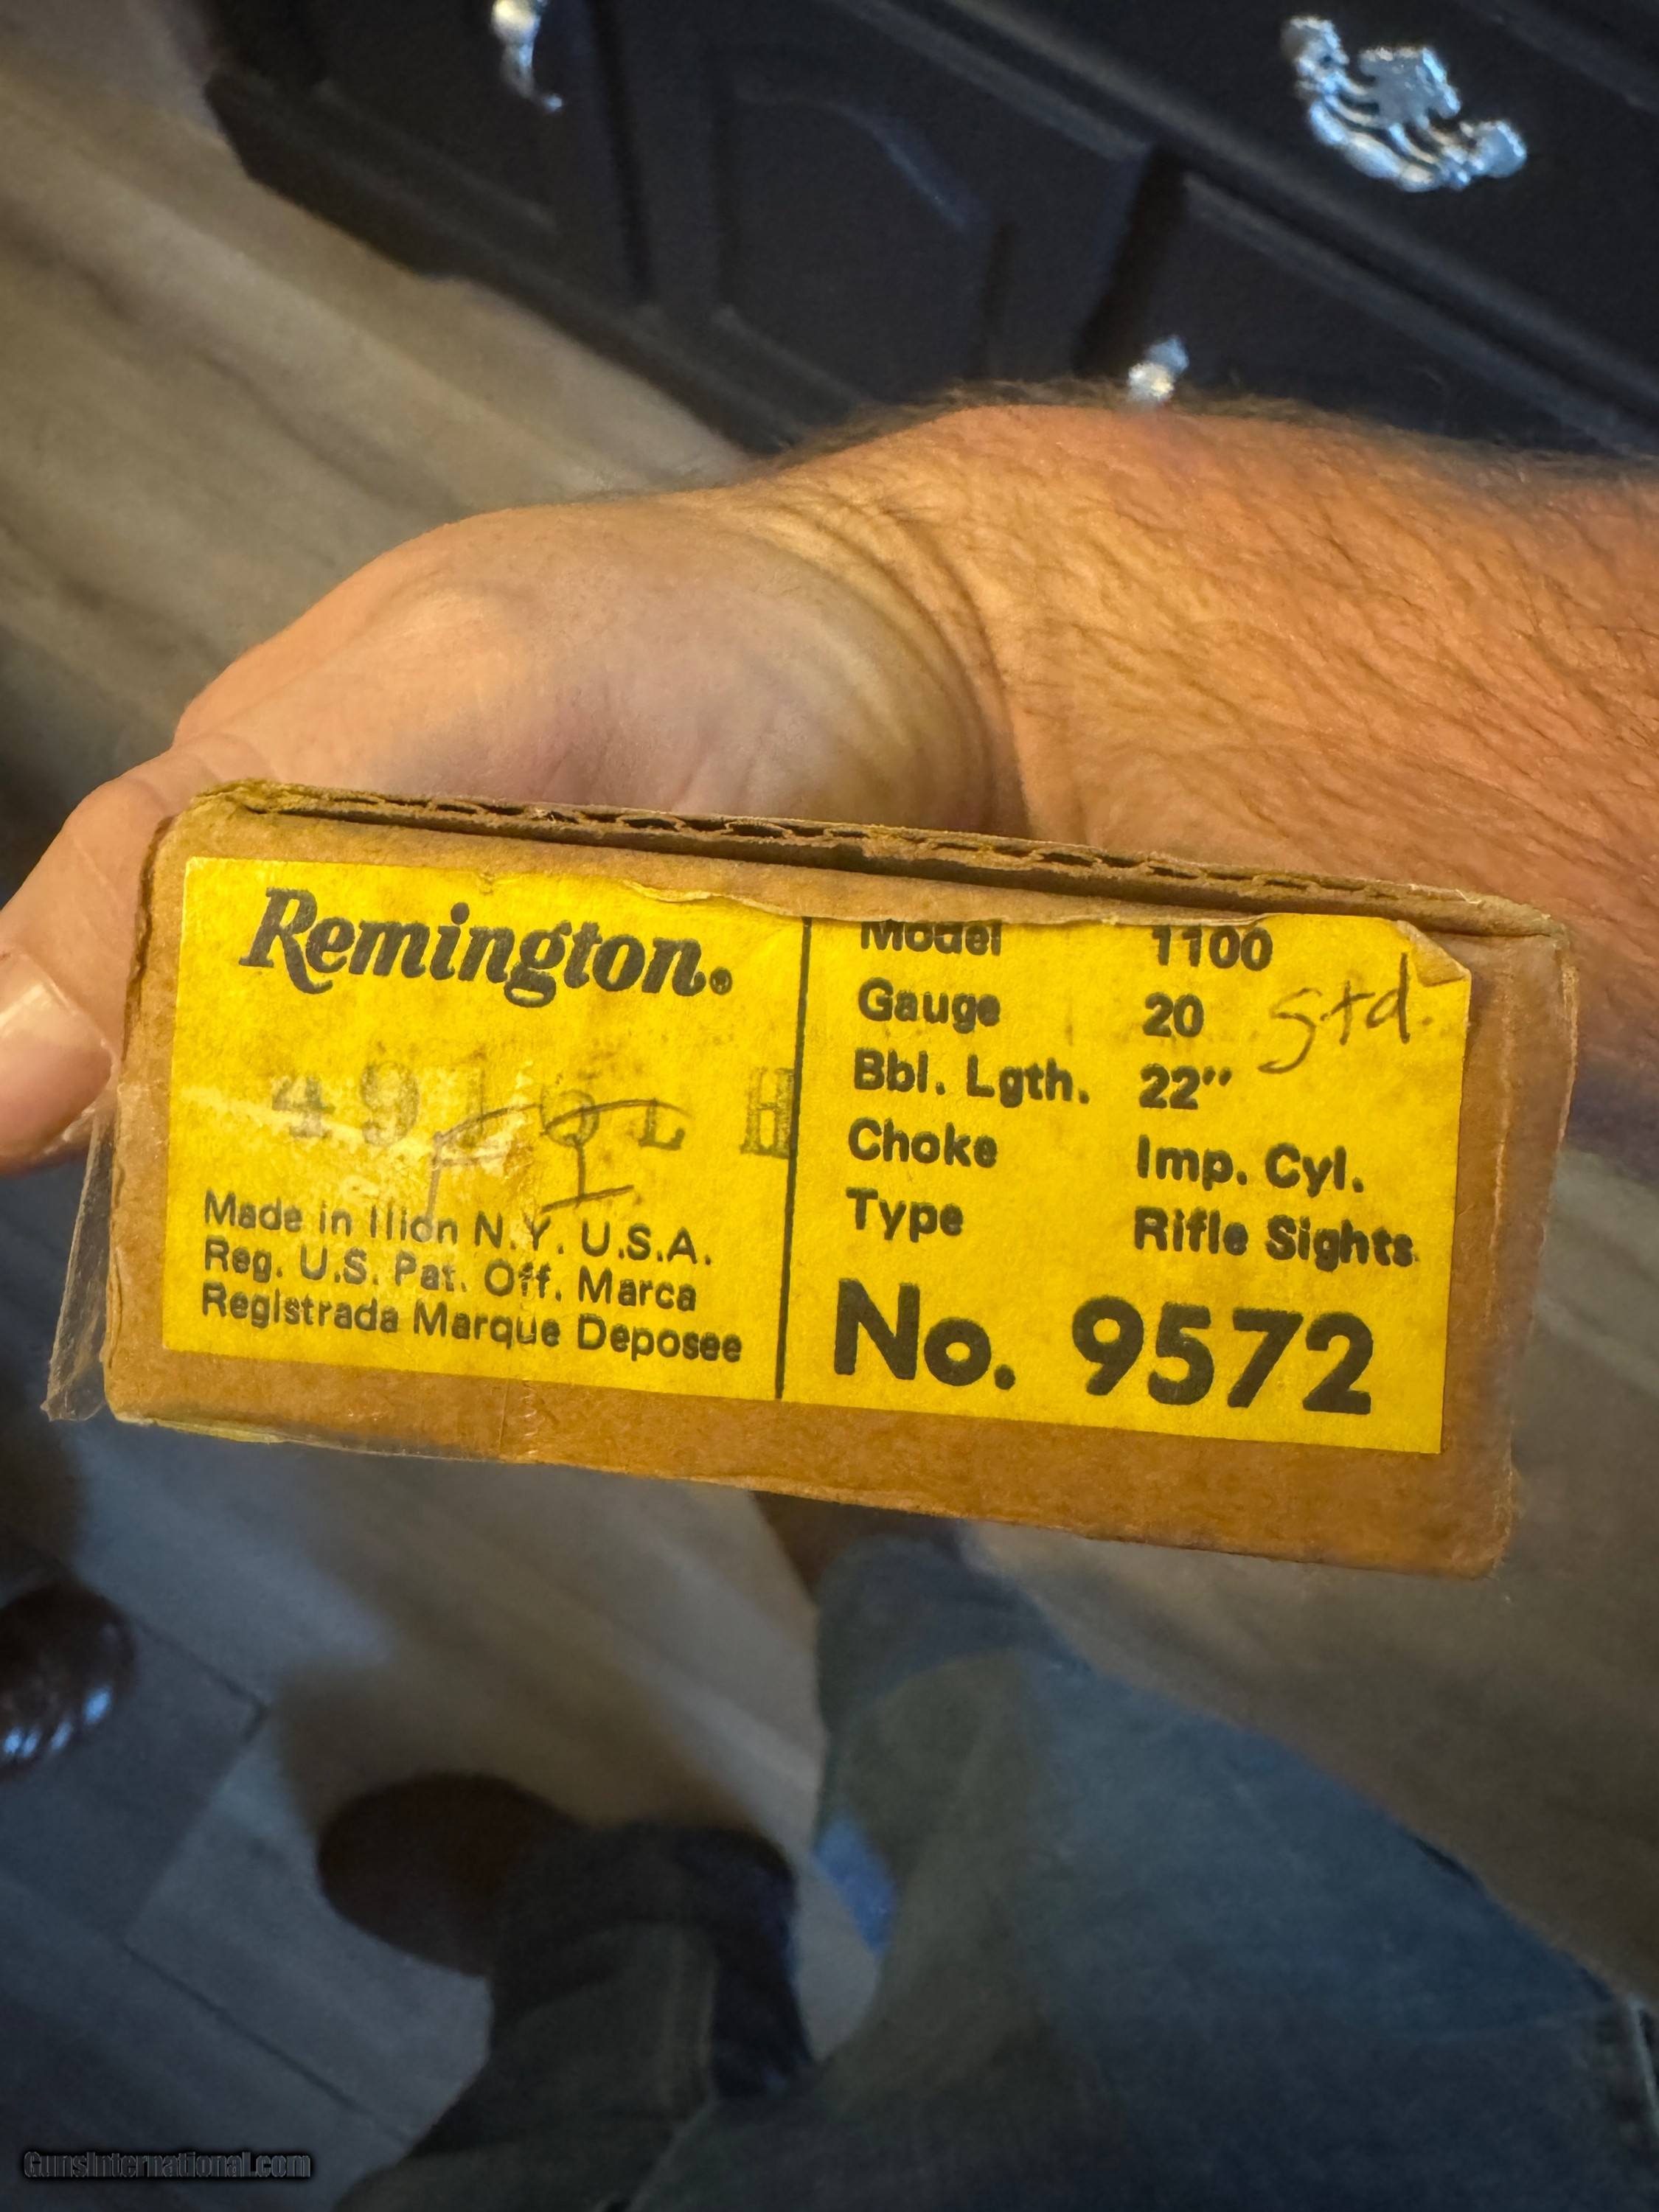 Remington®
Made in Ilion N.Y. U.S.A.
Reg. U.S. Pat. Off. Marca
Registrada Marque Deposee
Model 1100
Gauge 20 std.
Bbl. Lgth. 22"
Choke Imp. Cyl.
Type Rifle Sights
No. 9572
GunsInternational.com